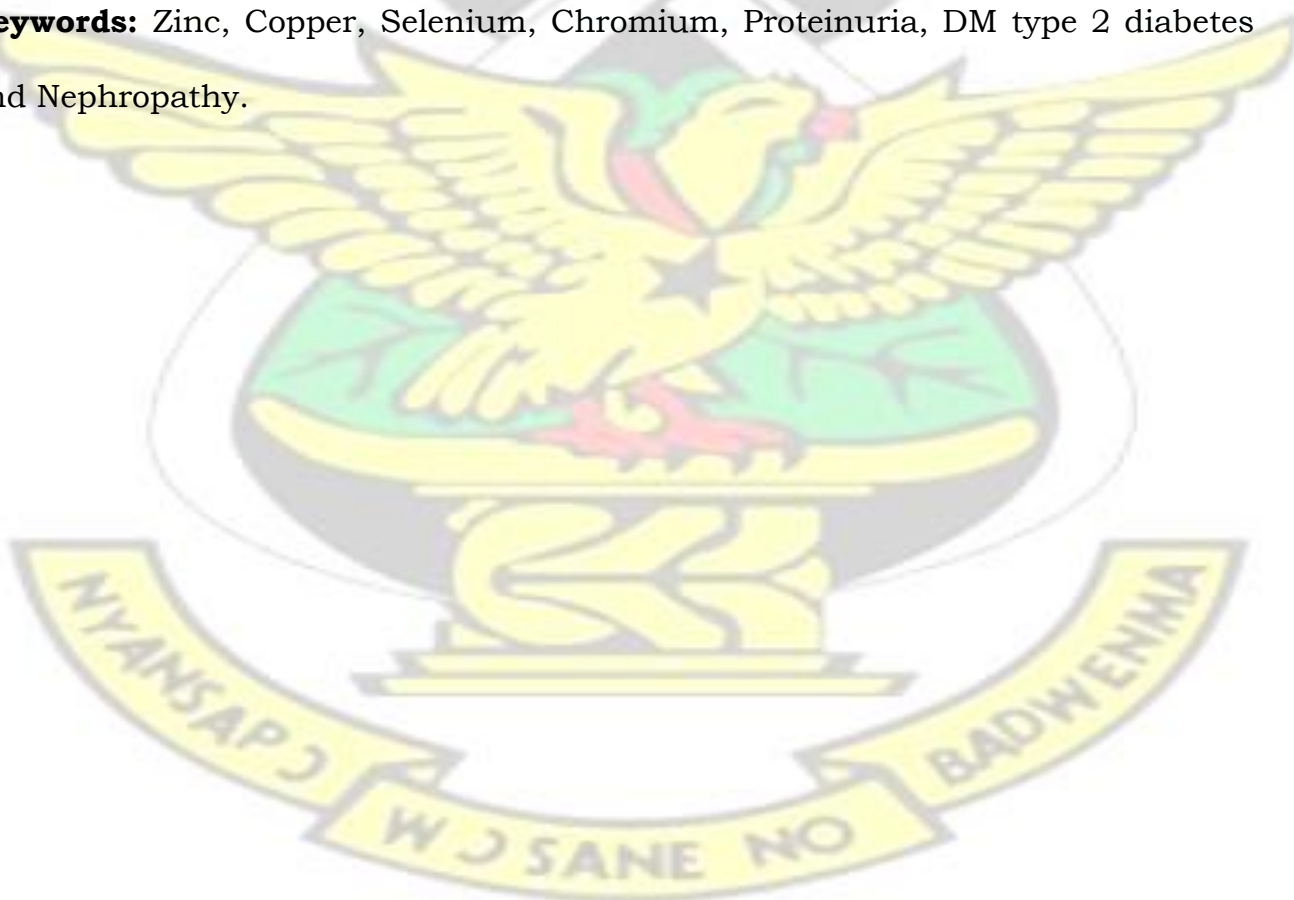 eywords: Zinc, Copper, Selenium, Chromium, Proteinuria, DM type 2 diabetes
nd Nephropathy.
NYANSAPƆ
WƆSANE NO
BADWENMA